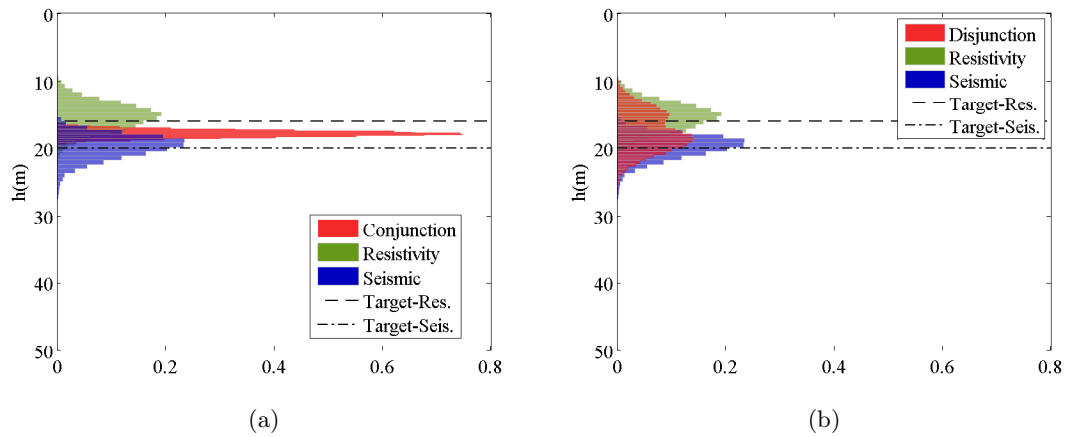 0
10
20
30
40
50
h(m)
0 0.2 0.4 0.6 0.8
Conjunction
Resistivity
Seismic
Target-Res.
Target-Seis.
(a)
0
10
20
30
40
50
h(m)
0 0.2 0.4 0.6 0.8
Disjunction
Resistivity
Seismic
Target-Res.
Target-Seis.
(b)